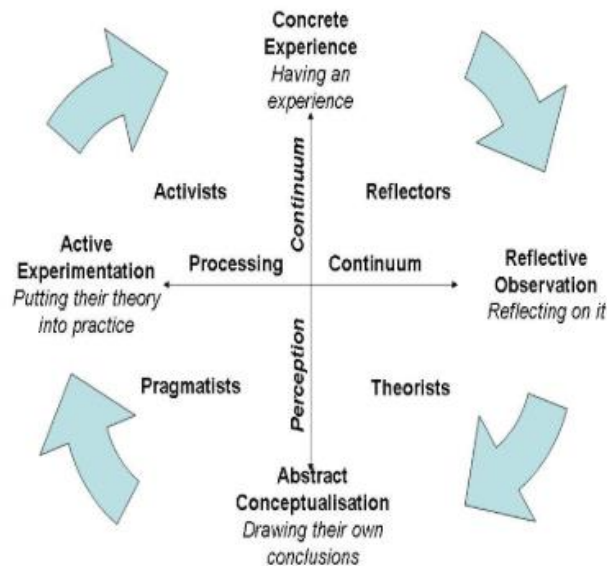 Concrete
Experience
Having an
experience
Continuum
Activists
Reflectors
Active
Experimentation
Putting their theory
into practice
Processing
Continuum
Reflective
Observation
Reflecting on it
Perception
Pragmatists
Theorists
Abstract
Conceptualisation
Drawing their own
conclusions